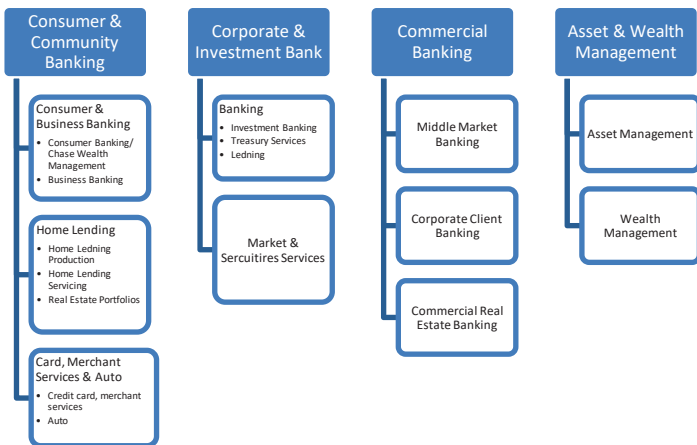 Consumer &
Community
Banking
Consumer &
Business Banking
• Consumer Banking/
Chase Wealth
Management
• Business Banking
Home Lending
• Home Ledning
Production
• Home Lending
Servicing
• Real Estate Portfolios
Card, Merchant
Services & Auto
• Credit card, merchant
services
• Auto
Corporate &
Investment Bank
Banking
• Investment Banking
• Treasury Services
• Ledning
Market &
Sercuitires Services
Commercial
Banking
Middle Market
Banking
Corporate Client
Banking
Commercial Real
Estate Banking
Asset & Wealth
Management
Asset Management
Wealth
Management